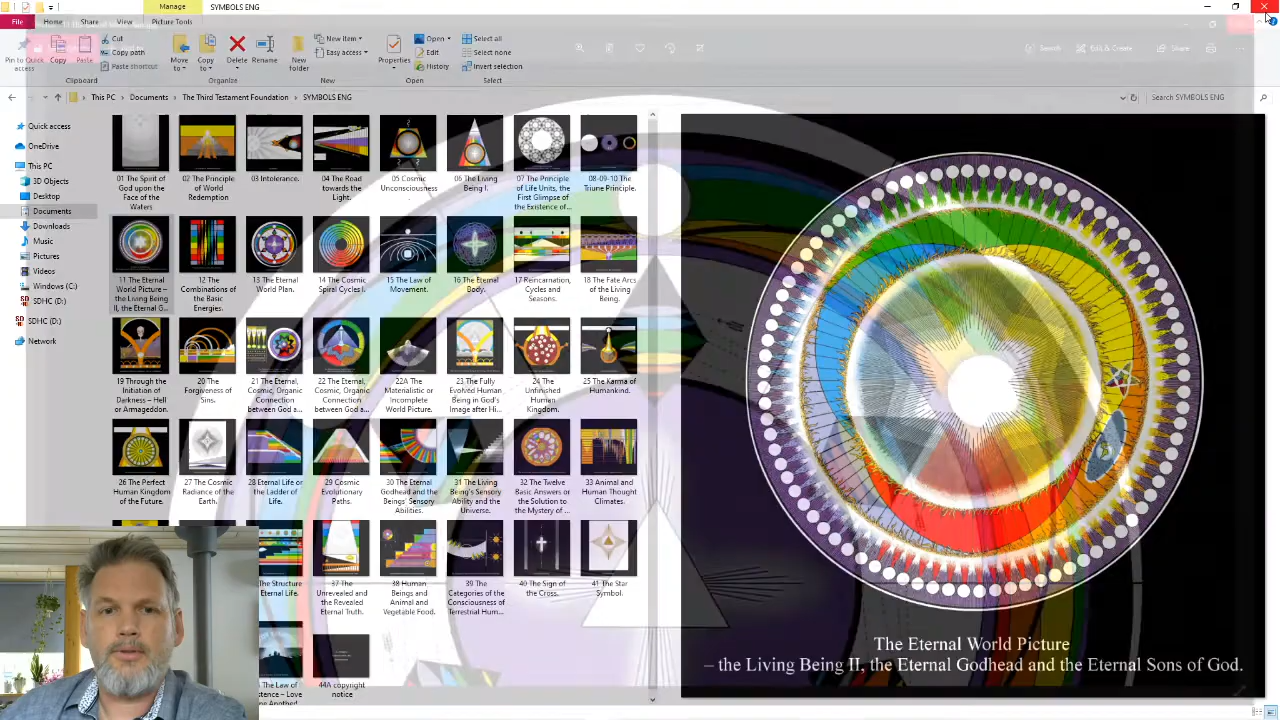 Manage
SYMBOLS ENG
File
Home
Share
View
Picture Tools
Pin to Quick
access
Copy
Paste
Cut
Copy path
Paste shortcut
Move
to
Copy
to
Delete
Rename
New
folder
New item
Easy access
Properties
Open
Edit
History
Select all
Select none
Invert selection
Search
Edit & Create
Share
Clipboard
Organize
New
Open
Select
This PC
Documents
The Third Testament Foundation
SYMBOLS ENG
Search SYMBOLS ENG
Quick access
OneDrive
This PC
3D Objects
Desktop
Documents
Downloads
Music
Pictures
Videos
Windows (C:)
SDHC (D:)
SDHC (D:)
Network
01 The Spirit of
God upon the
Face of the
Waters
02 The Principle
of World
Redemption
03 Intolerance.
04 The Road
towards the
Light.
05 Cosmic
Unconsciousness
.
06 The Living
Being I.
07 The Principle
of Life Units, the
First Glimpse of
the Existence of...
08-09-10 The
Triune Principle.
11 The Eternal
World Picture –
the Living Being
II, the Eternal G...
12 The
Combinations of
the Basic
Energies.
13 The Eternal
World Plan.
14 The Cosmic
Spiral Cycles1.
15 The Law of
Movement.
16 The Eternal
Body.
17 Reincarnation,
Cycles and
Seasons.
18 The Fate Arcs
of the Living
Being.
19 Through the
Initiation of
Darkness – Hell
or Armageddon.
20 The
Forgiveness of
Sins.
21 The Eternal,
Cosmic, Organic
Connection
between God a...
22 The Eternal,
Cosmic, Organic
Connection
between God a...
22A The
Materialistic or
Incomplete
World Picture.
23 The Fully
Evolved Human
Being in God's
Image after Hi...
24 The
Unfinished
Human
Kingdom.
25 The Karma of
Humankind.
26 The Perfect
Human Kingdom
of the Future.
27 The Cosmic
Radiance of the
Earth.
28 Eternal Life or
the Ladder of
Life.
29 Cosmic
Evolutionary
Paths.
30 The Eternal
Godhead and the
Beings' Sensory
Abilities.
31 The Living
Being's Sensory
Ability and the
Universe.
32 The Twelve
Basic Answers or
the Solution to
the Mystery of ...
33 Animal and
Human Thought
Climates.
The Structure
Eternal Life.
37 The
Unrevealed and
the Revealed
Eternal Truth.
38 Human
Beings and
Animal and
Vegetable Food.
39 The
Categories of the
Consciousness of
Terrestrial Hum...
40 The Sign of
the Cross.
41 The Star
Symbol.
The Law of
stence – Love
ne Another!
44A copyright
notice
The Eternal World Picture
– the Living Being II, the Eternal Godhead and the Eternal Sons of God.